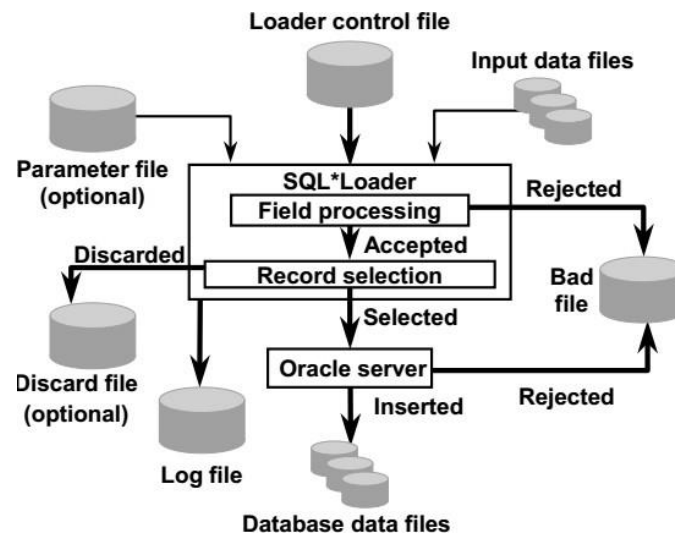 Loader control file
Input data files
Parameter file
(optional)
SQL*Loader
Field processing
Rejected
Accepted
Discarded
Record selection
Bad
file
Selected
Discard file
(optional)
Oracle server
Rejected
Inserted
Log file
Database data files